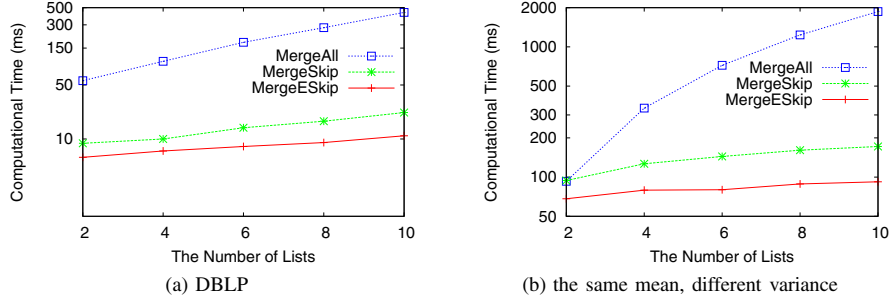 Computational Time (ms)
500
300
150
50
10
MergeAll
MergeSkip
MergeESkip
2
4
6
8
10
The Number of Lists
(a) DBLP
Computational Time (ms)
2000
1000
500
300
200
100
50
MergeAll
MergeSkip
MergeESkip
2
4
6
8
10
The Number of Lists
(b) the same mean, different variance